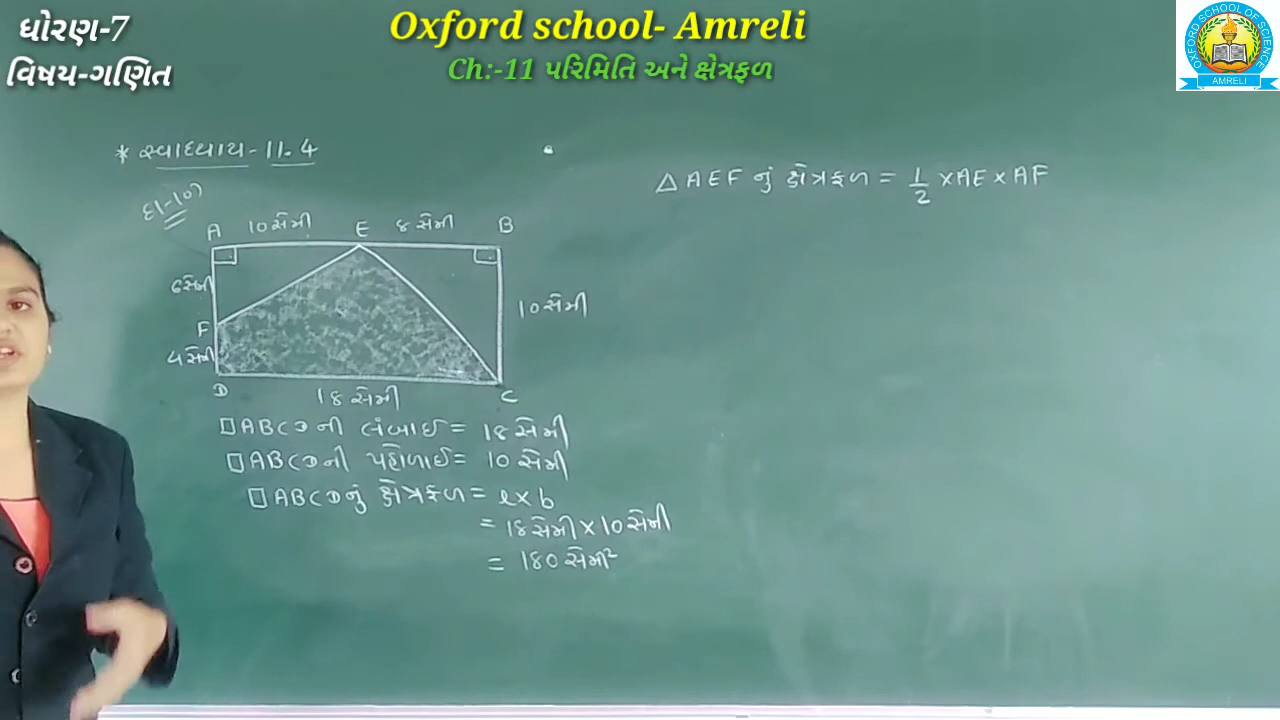 ધોરણ-7
વિષય-ગણિત
Oxford school- Amreli
Ch:-11 પરિમિતિ અને ક્ષેત્રફળ
OXFORD SCHOOL OF SCIENCE
AMRELI
* સ્વાધ્યાય-11.4
દા-10)
A 10 સેમી E 8 સેમી B
6 સેમી
F
10 સેમી
4 સેમી
D 18 સેમી C
□ABCD ની લંબાઈ = 18 સેમી
□ABCD ની પહોળાઈ = 10 સેમી
□ABCD નું ક્ષેત્રફળ = l × b
= 18 સેમી × 10 સેમી
= 180 સેમી²
△ AEF નું ક્ષેત્રફળ = 1/2 × AE × AF